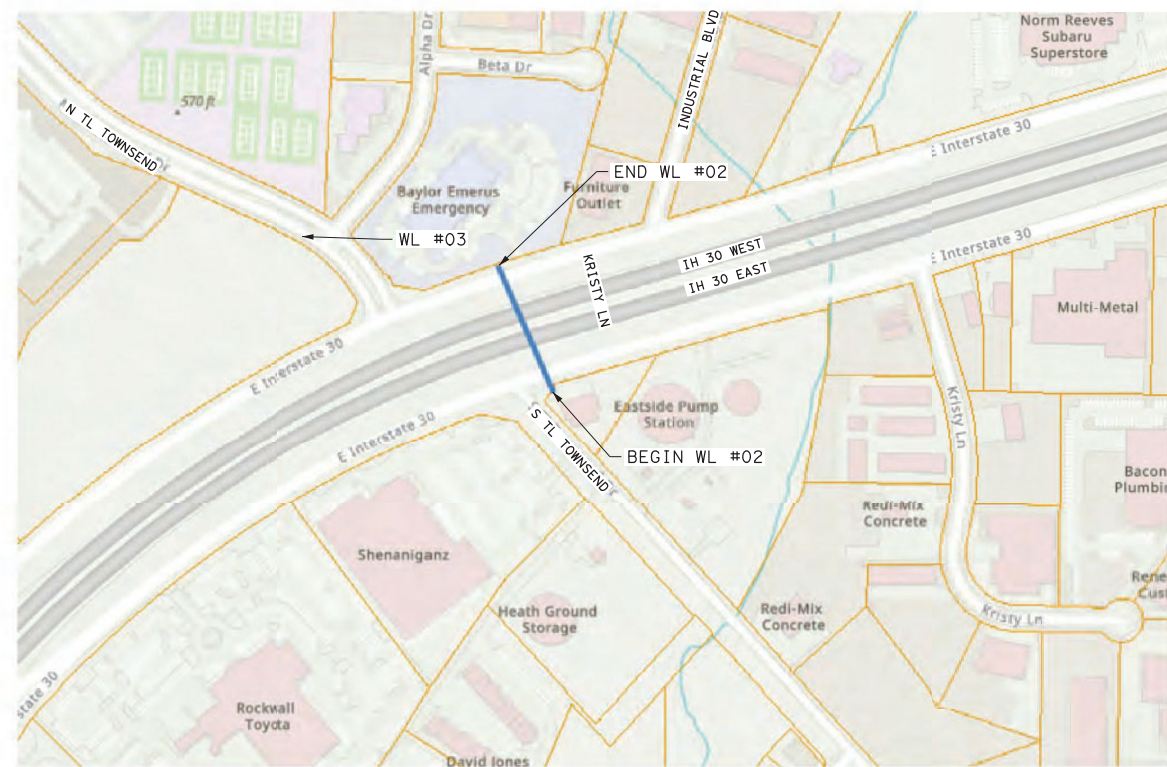 Norm Reeves
Subaru
Superstore
Alpha Dr
INDUSTRIAL BLVD
Beta Dr
570 ft
N TL TOWNSEND
E Interstate 30
END WL #02
Baylor Emerus
Emergency
Furniture
Outlet
WL #03
IH 30 WEST
E Interstate 30
KRISTY LN
IH 30 EAST
Multi-Metal
E Interstate 30
Eastside Pump
Station
Kristy Ln
E Interstate 30
S TL TOWNSEND
BEGIN WL #02
Bacon
Plumbin
Redi-Mix
Concrete
Shenaniganz
Rene
Cus
Heath Ground
Storage
Redi-Mix
Concrete
Kristy Ln
Rockwall
Toyota
state 30
David Jones